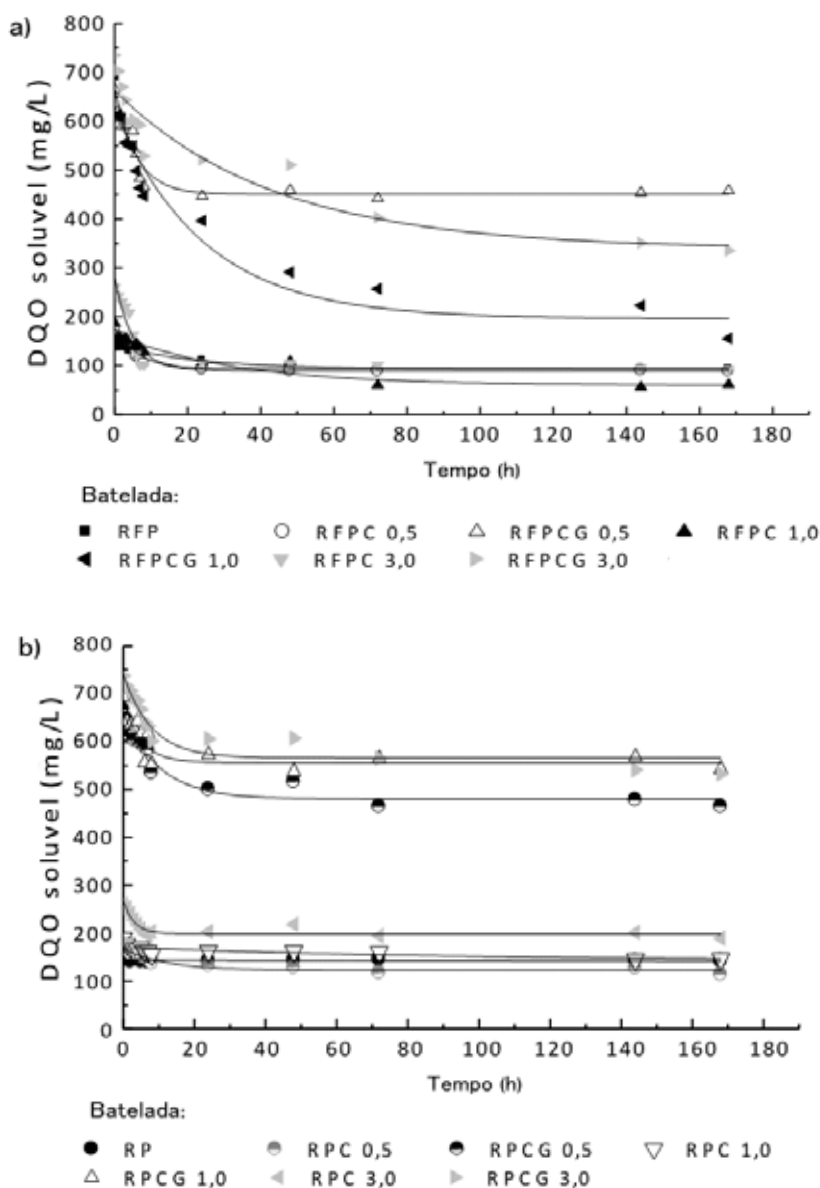 a)
800
700
600
500
400
300
200
100
0
DQO soluvel (mg/L)
0 20 40 60 80 100 120 140 160 180
Tempo (h)
Batelada:
RFP RFPC 0,5 RFPCG 0,5 RFPC 1,0
RFPCG 1,0 RFPC 3,0 RFPCG 3,0
b)
800
700
600
500
400
300
200
100
0
DQO soluvel (mg/L)
0 20 40 60 80 100 120 140 160 180
Tempo (h)
Batelada:
RP RPC 0,5 RPCG 0,5 RPC 1,0
RPCG 1,0 RPC 3,0 RPCG 3,0